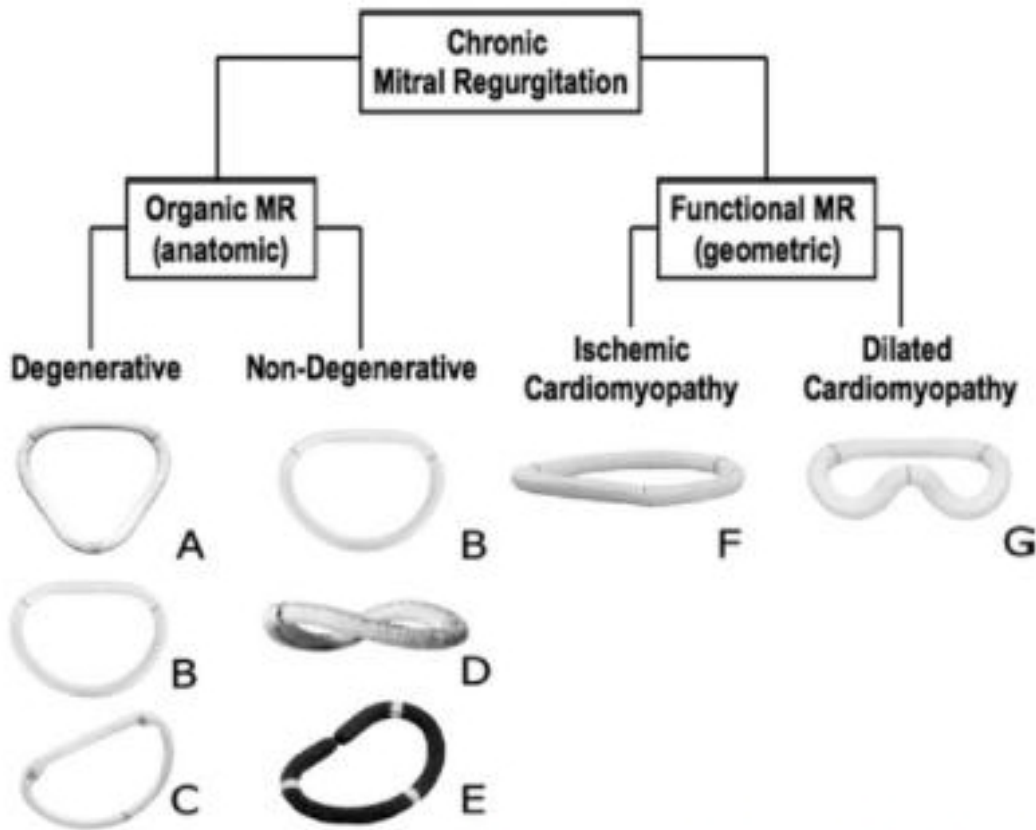 Chronic
Mitral Regurgitation
Organic MR
(anatomic)
Functional MR
(geometric)
Degenerative
Non-Degenerative
Ischemic
Cardiomyopathy
Dilated
Cardiomyopathy
A
B
F
G
B
D
C
E